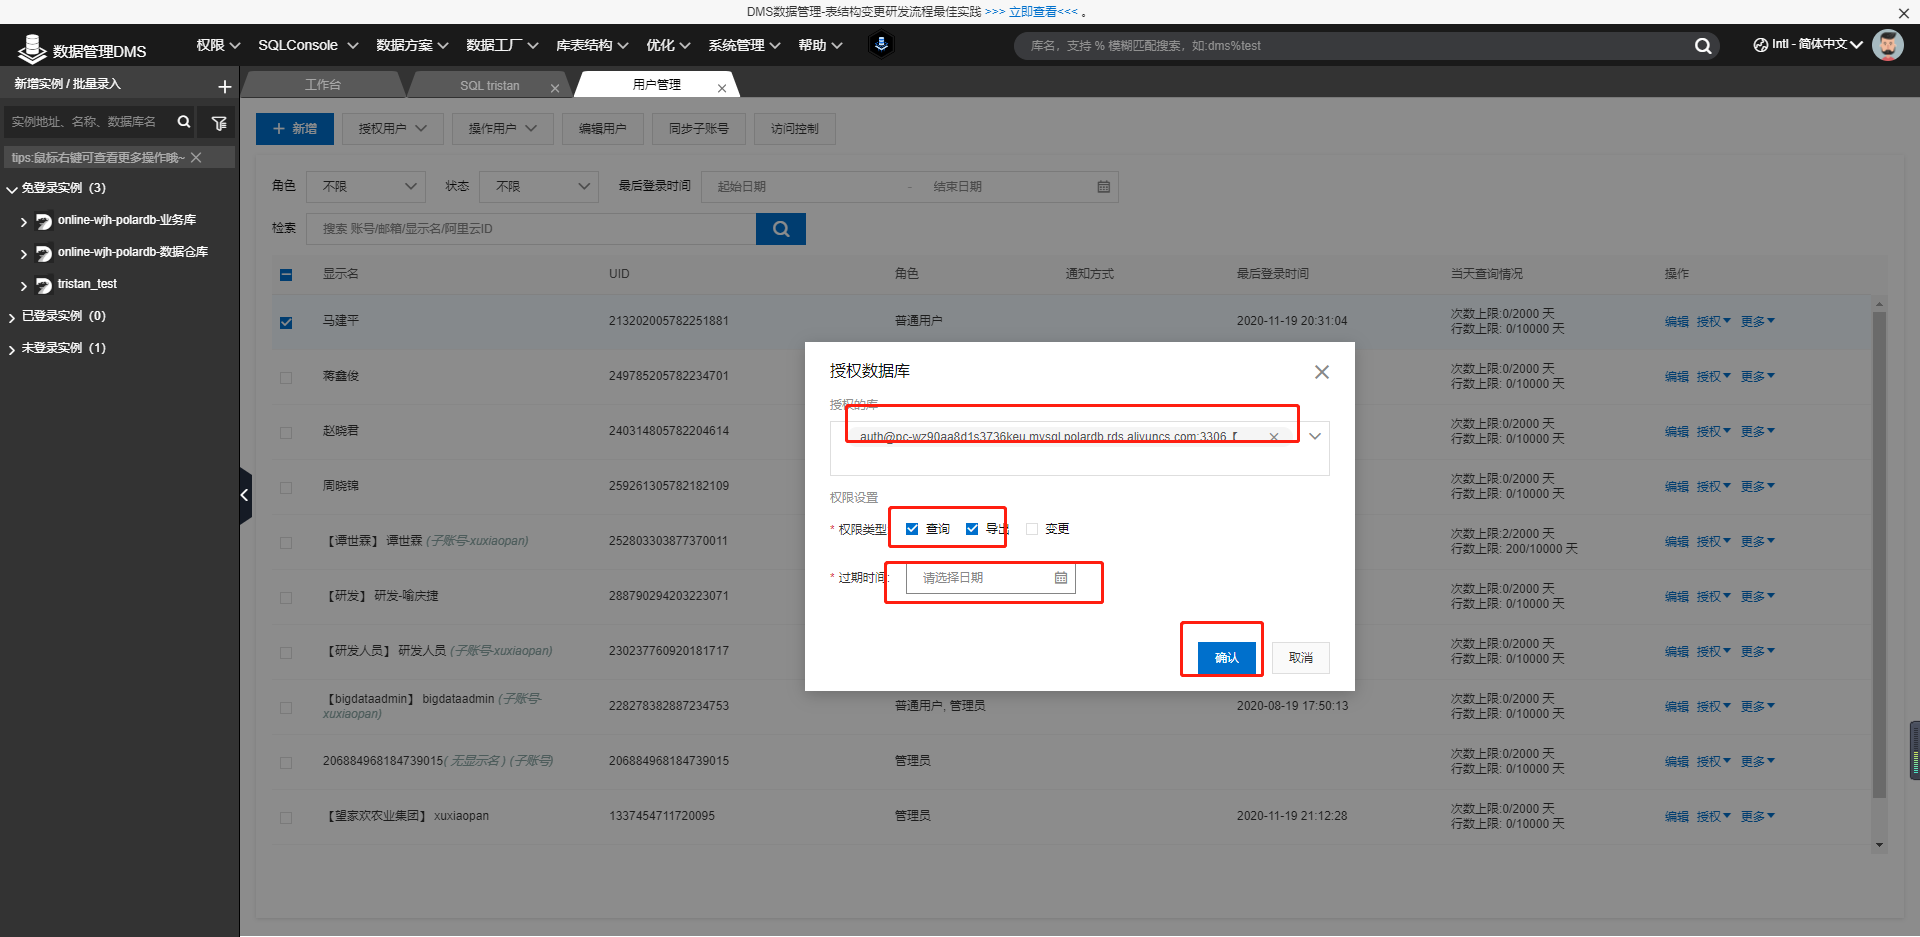 DMS数据管理-表结构变更研发流程最佳实践 >>> 立即查看<<< 。
数据管理DMS
权限
SQLConsole
数据方案
数据工厂
库表结构
优化
系统管理
帮助
库名，支持 % 模糊匹配搜索，如:dms%test
Intl - 简体中文
新增实例 / 批量录入
实例地址、名称、数据库名
tips:鼠标右键可查看更多操作哦~
免登录实例（3）
online-wjh-polardb-业务库
online-wjh-polardb-数据仓库
tristan_test
已登录实例（0）
未登录实例（1）
工作台
SQL tristan
用户管理
新增
授权用户
操作用户
编辑用户
同步子账号
访问控制
角色
不限
状态
不限
最后登录时间
起始日期
-
结束日期
检索
搜索 账号/邮箱/显示名/阿里云ID
显示名
UID
角色
通知方式
最后登录时间
当天查询情况
操作
马建平
213202005782251881
普通用户
2020-11-19 20:31:04
次数上限:0/2000 天
行数上限: 0/10000 天
编辑 授权 更多
蒋鑫俊
249785205782234701
次数上限:0/2000 天
行数上限: 0/10000 天
编辑 授权 更多
赵晓君
240314805782204614
次数上限:0/2000 天
行数上限: 0/10000 天
编辑 授权 更多
周晓锦
259261305782182109
次数上限:0/2000 天
行数上限: 0/10000 天
编辑 授权 更多
【谭世霖】 谭世霖 (子账号-xuxiaopan)
252803303877370011
次数上限:2/2000 天
行数上限: 200/10000 天
编辑 授权 更多
【研发】 研发-喻庆捷
288790294203223071
次数上限:0/2000 天
行数上限: 0/10000 天
编辑 授权 更多
【研发人员】 研发人员 (子账号-xuxiaopan)
230237760920181717
次数上限:0/2000 天
行数上限: 0/10000 天
编辑 授权 更多
【bigdataadmin】 bigdataadmin (子账号-
xuxiaopan)
228278382887234753
普通用户, 管理员
2020-08-19 17:50:13
次数上限:0/2000 天
行数上限: 0/10000 天
编辑 授权 更多
206884968184739015( 无显示名 ) (子账号)
206884968184739015
管理员
次数上限:0/2000 天
行数上限: 0/10000 天
编辑 授权 更多
【望家欢农业集团】 xuxiaopan
1337454711720095
管理员
2020-11-19 21:12:28
次数上限:0/2000 天
行数上限: 0/10000 天
编辑 授权 更多
授权数据库
授权的库
auth@pc-wz90aa8d1s3736keu.mysql.polardb.rds.aliyuncs.com:3306
权限设置
* 权限类型
查询
导出
变更
* 过期时间:
请选择日期
确认
取消